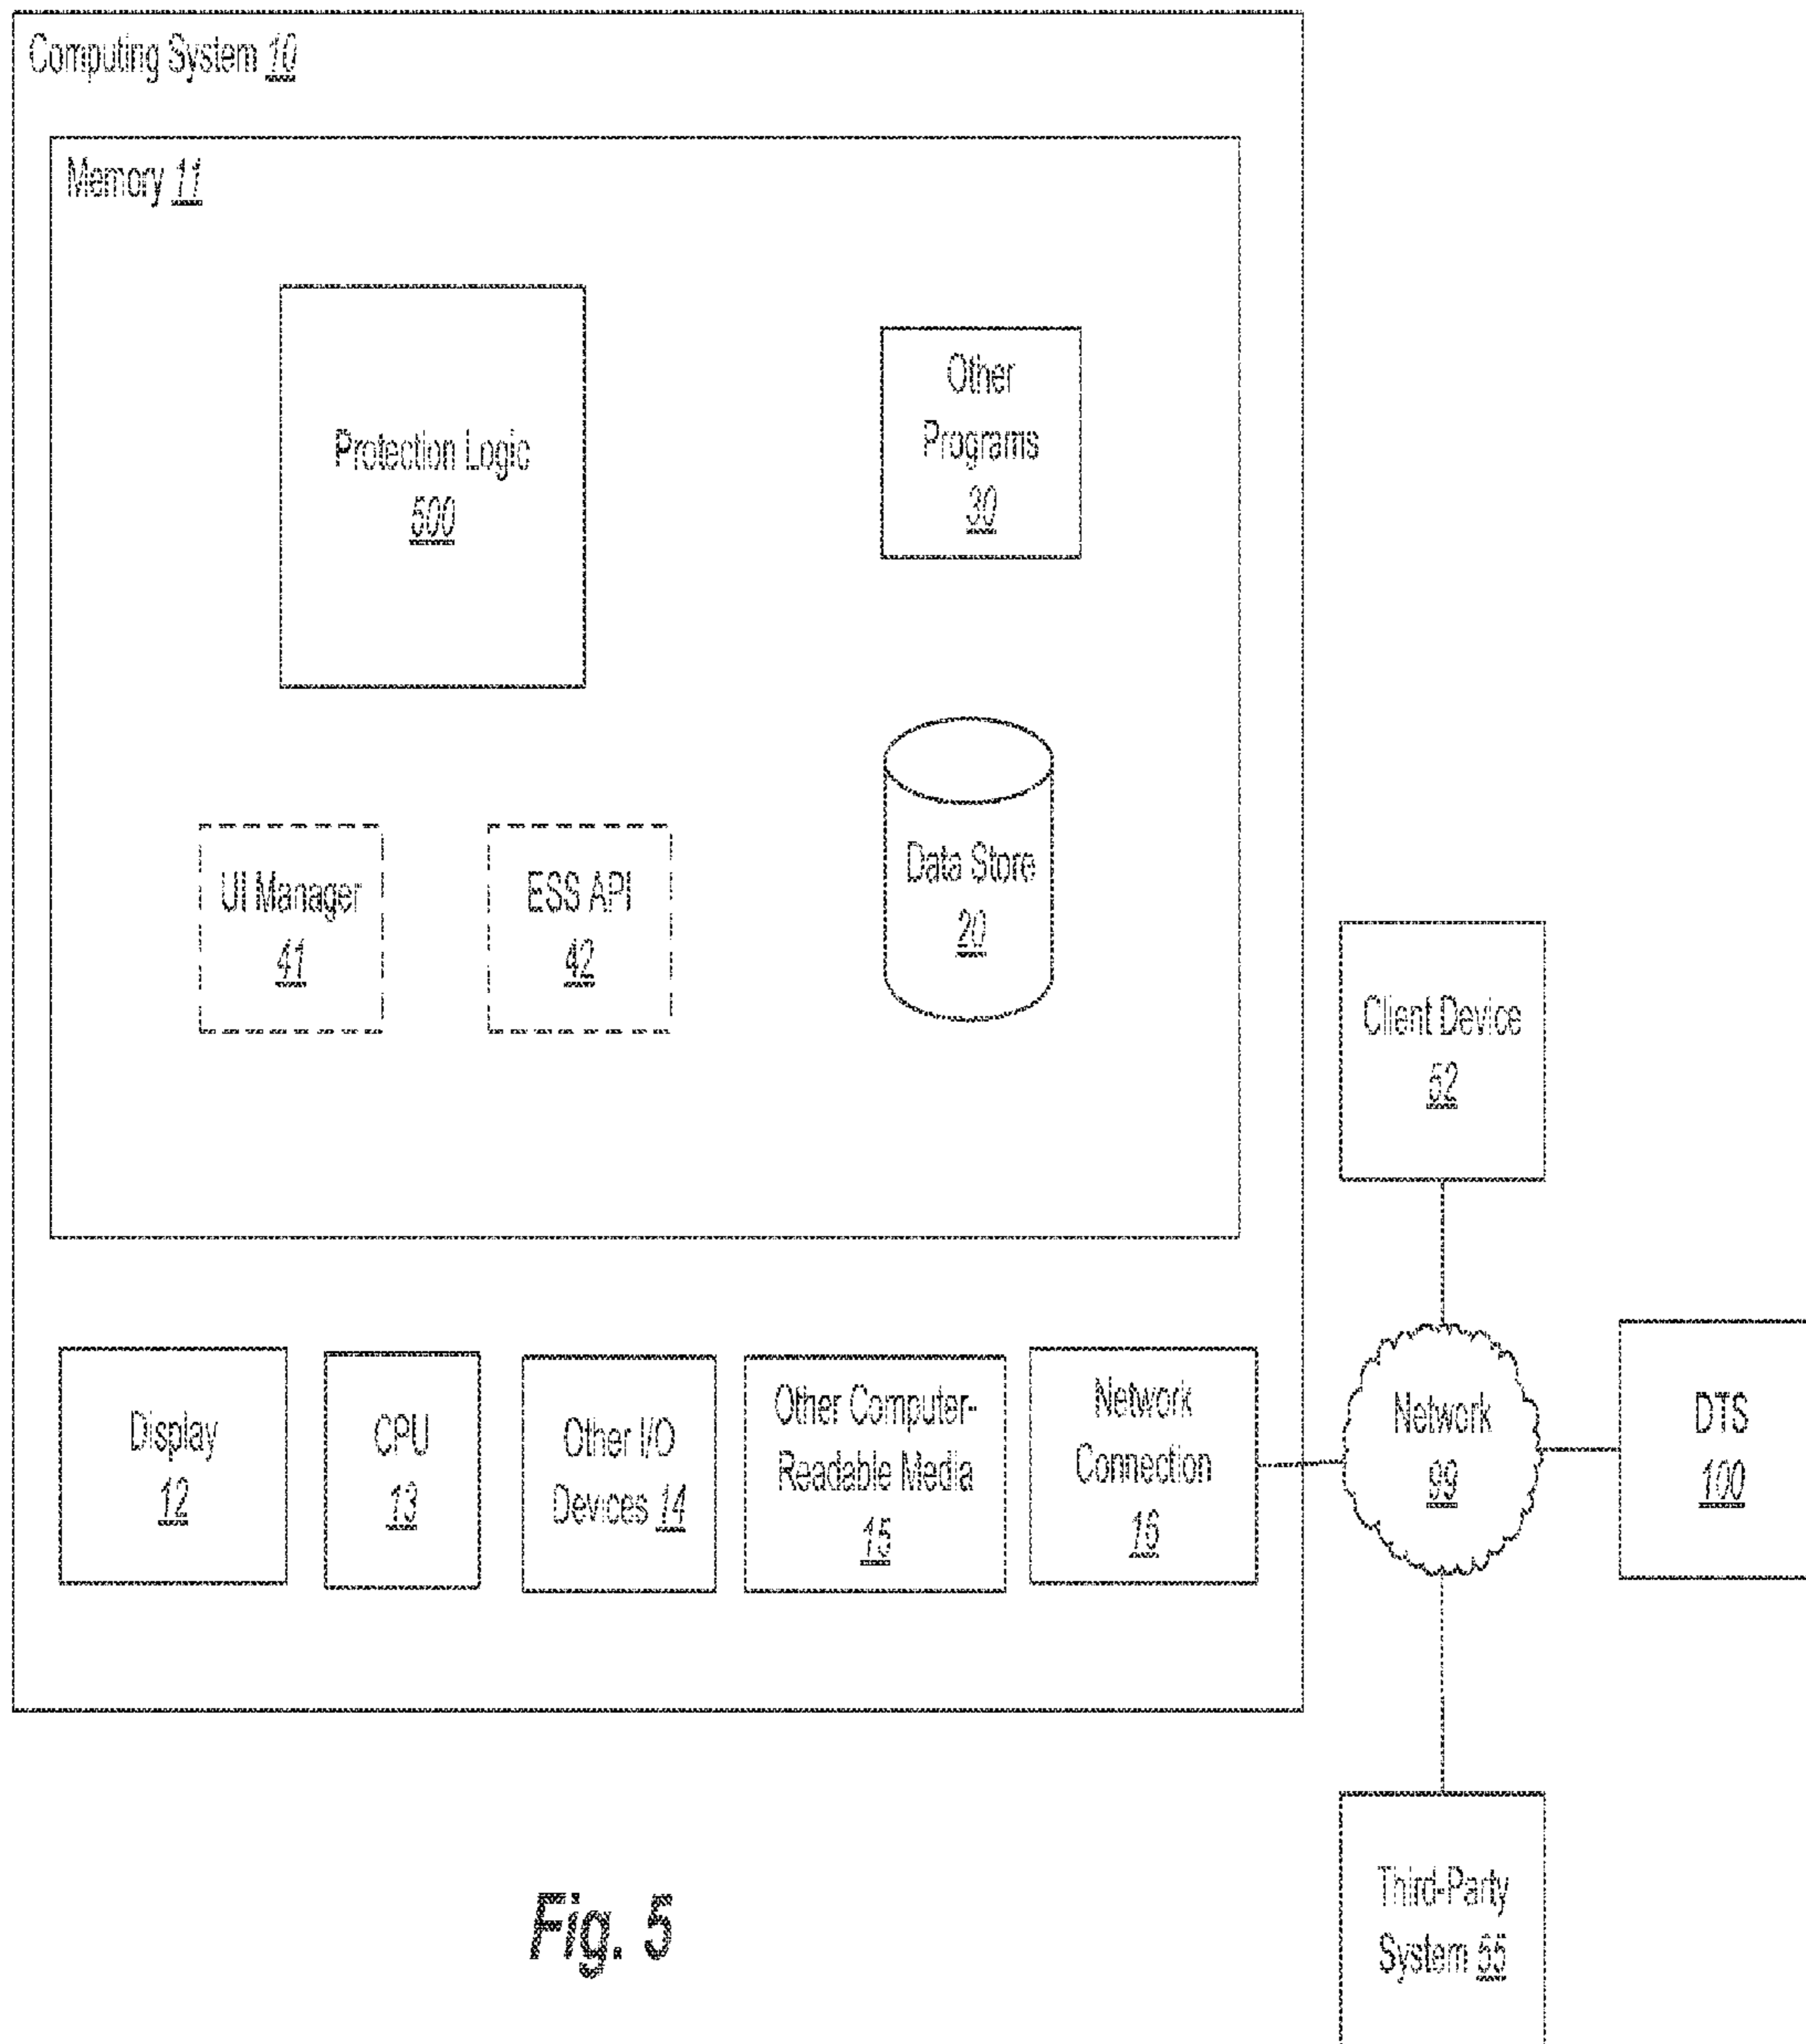 Computing System 10
Memory 11
Protection Logic
500
Other
Programs
30
UI Manager
41
ESS API
42
Data Store
20
Client Device
Display
12
CPU
13
Other I/O
Devices 14
Other Computer-
Readable Media
15
Network
Connection
16
Network
99
DTS
100
Third-Party
System
Fig. 5